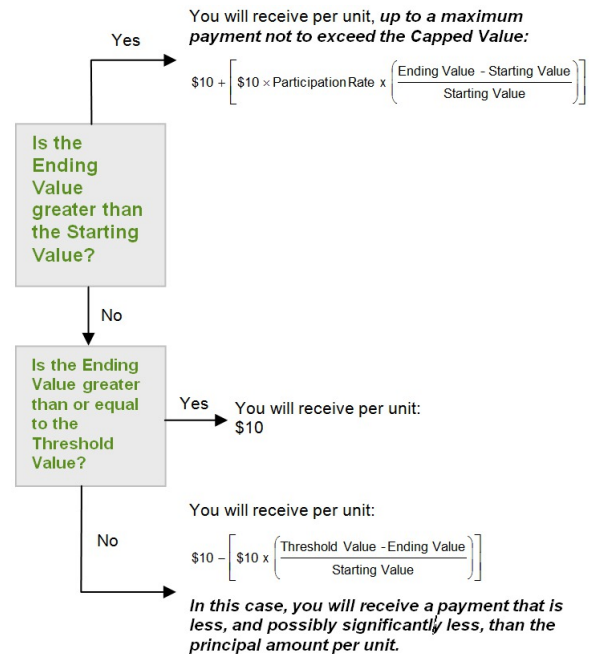 You will receive per unit, up to a maximum
payment not to exceed the Capped Value:
Yes
$10 + [$10 × Participation Rate x (Ending Value - Starting Value / Starting Value)]
Is the
Ending
Value
greater than
the Starting
Value?
No
Is the Ending
Value greater
than or equal
to the
Threshold
Value?
Yes
You will receive per unit:
$10
You will receive per unit:
No
$10 – [$10 x (Threshold Value - Ending Value / Starting Value)]
In this case, you will receive a payment that is
less, and possibly significantly less, than the
principal amount per unit.